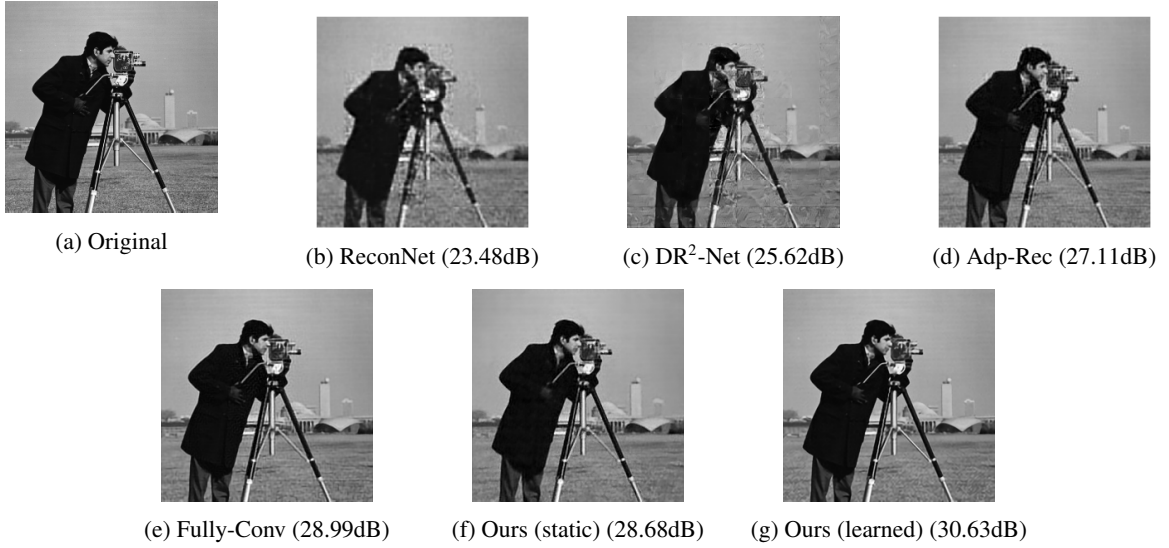 (a) Original
(b) ReconNet (23.48dB)
(c) DR²-Net (25.62dB)
(d) Adp-Rec (27.11dB)
(e) Fully-Conv (28.99dB)
(f) Ours (static) (28.68dB)
(g) Ours (learned) (30.63dB)